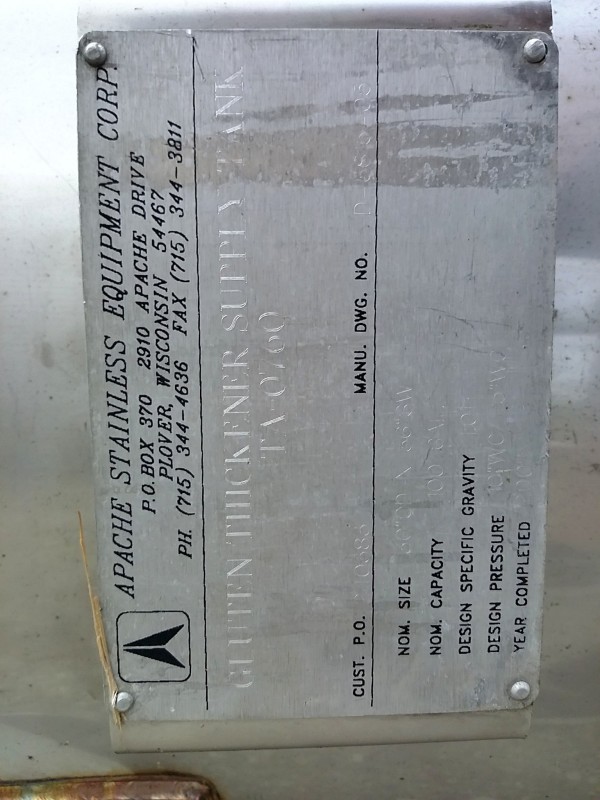 APACHE STAINLESS EQUIPMENT CORP.
P.O. BOX 370 2910 APACHE DRIVE
PLOVER, WISCONSIN 54467
PH. (715) 344-4636 FAX (715) 344-3811
GLUTEN THICKENER SUPPLY TANK
TA-0760
CUST. P.O. MANU. DWG. NO.
NOM. SIZE
NOM. CAPACITY
DESIGN SPECIFIC GRAVITY
DESIGN PRESSURE
YEAR COMPLETED